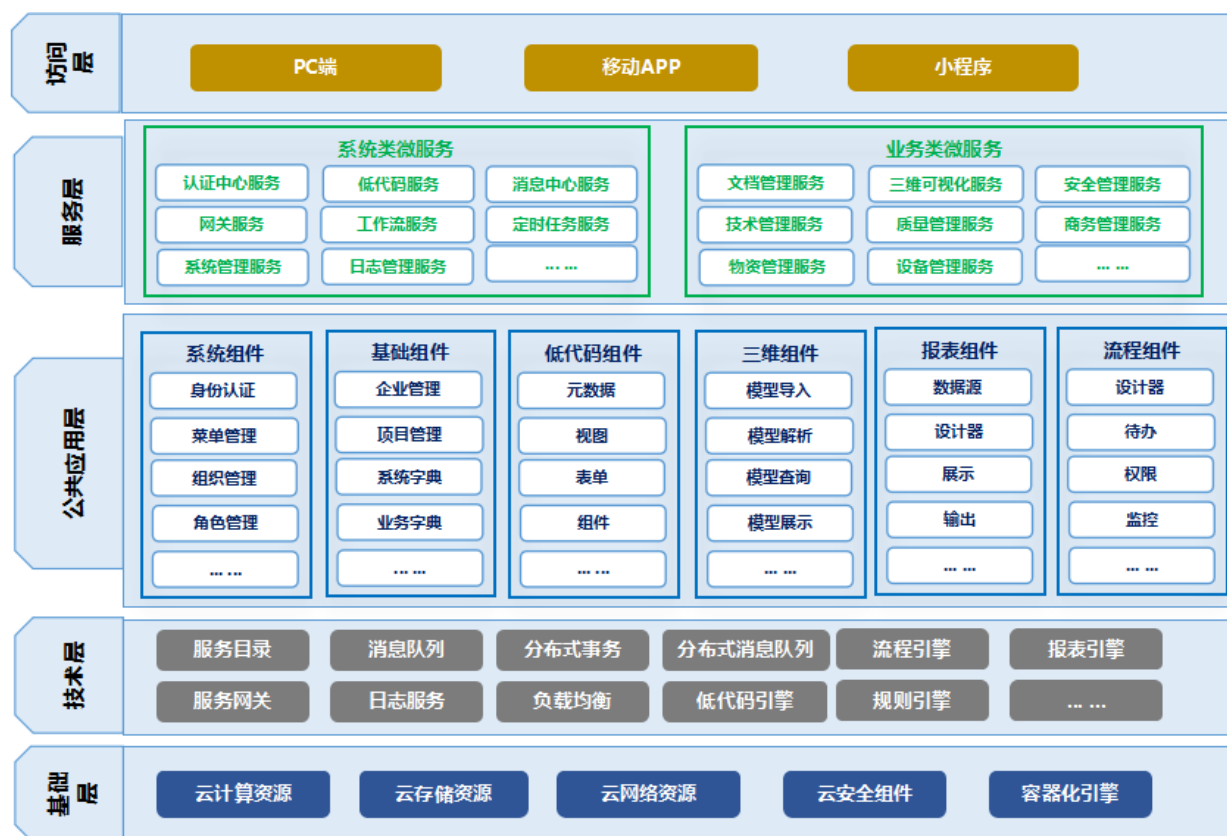 访问层
PC端
移动APP
小程序
服务层
系统类微服务
认证中心服务
低代码服务
消息中心服务
网关服务
工作流服务
定时任务服务
系统管理服务
日志管理服务
... ...
业务类微服务
文档管理服务
三维可视化服务
安全管理服务
技术管理服务
质量管理服务
商务管理服务
物资管理服务
设备管理服务
... ...
公共应用层
系统组件
身份认证
菜单管理
组织管理
角色管理
... ...
基础组件
企业管理
项目管理
系统字典
业务字典
... ...
低代码组件
元数据
视图
表单
组件
... ...
三维组件
模型导入
模型解析
模型查询
模型展示
... ...
报表组件
数据源
设计器
展示
输出
... ...
流程组件
设计器
待办
权限
监控
... ...
技术层
服务目录
消息队列
分布式事务
分布式消息队列
流程引擎
报表引擎
服务网关
日志服务
负载均衡
低代码引擎
规则引擎
... ...
基础层
云计算资源
云存储资源
云网络资源
云安全组件
容器化引擎